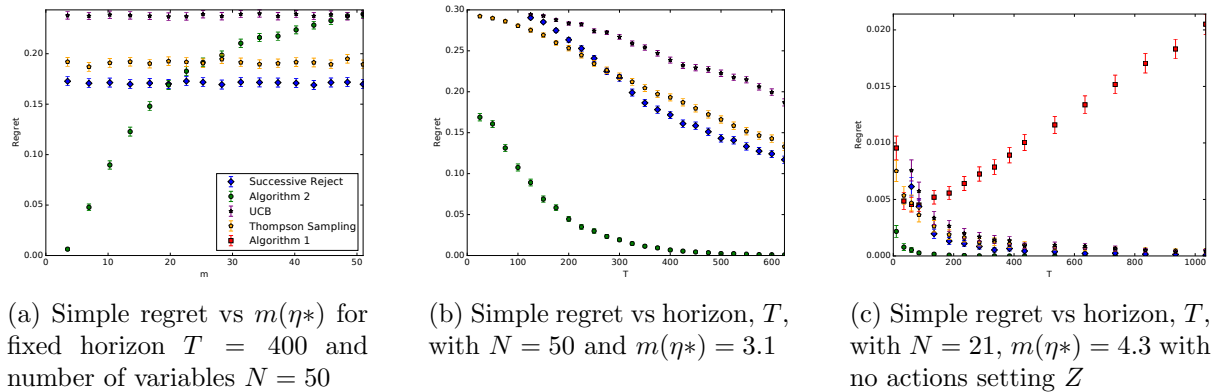 0.20
0.15
0.10
0.05
0.00
Regret
0
10
20
30
40
50
m
Successive Reject
Algorithm 2
UCB
Thompson Sampling
Algorithm 1
0.30
0.25
0.20
0.15
0.10
0.05
0.00
Regret
0
100
200
300
400
500
600
T
0.020
0.015
0.010
0.005
0.000
Regret
0
200
400
600
800
1000
T
(a) Simple regret vs m(η∗) for
fixed horizon T = 400 and
number of variables N = 50
(b) Simple regret vs horizon, T,
with N = 50 and m(η∗) = 3.1
(c) Simple regret vs horizon, T,
with N = 21, m(η∗) = 4.3 with
no actions setting Z